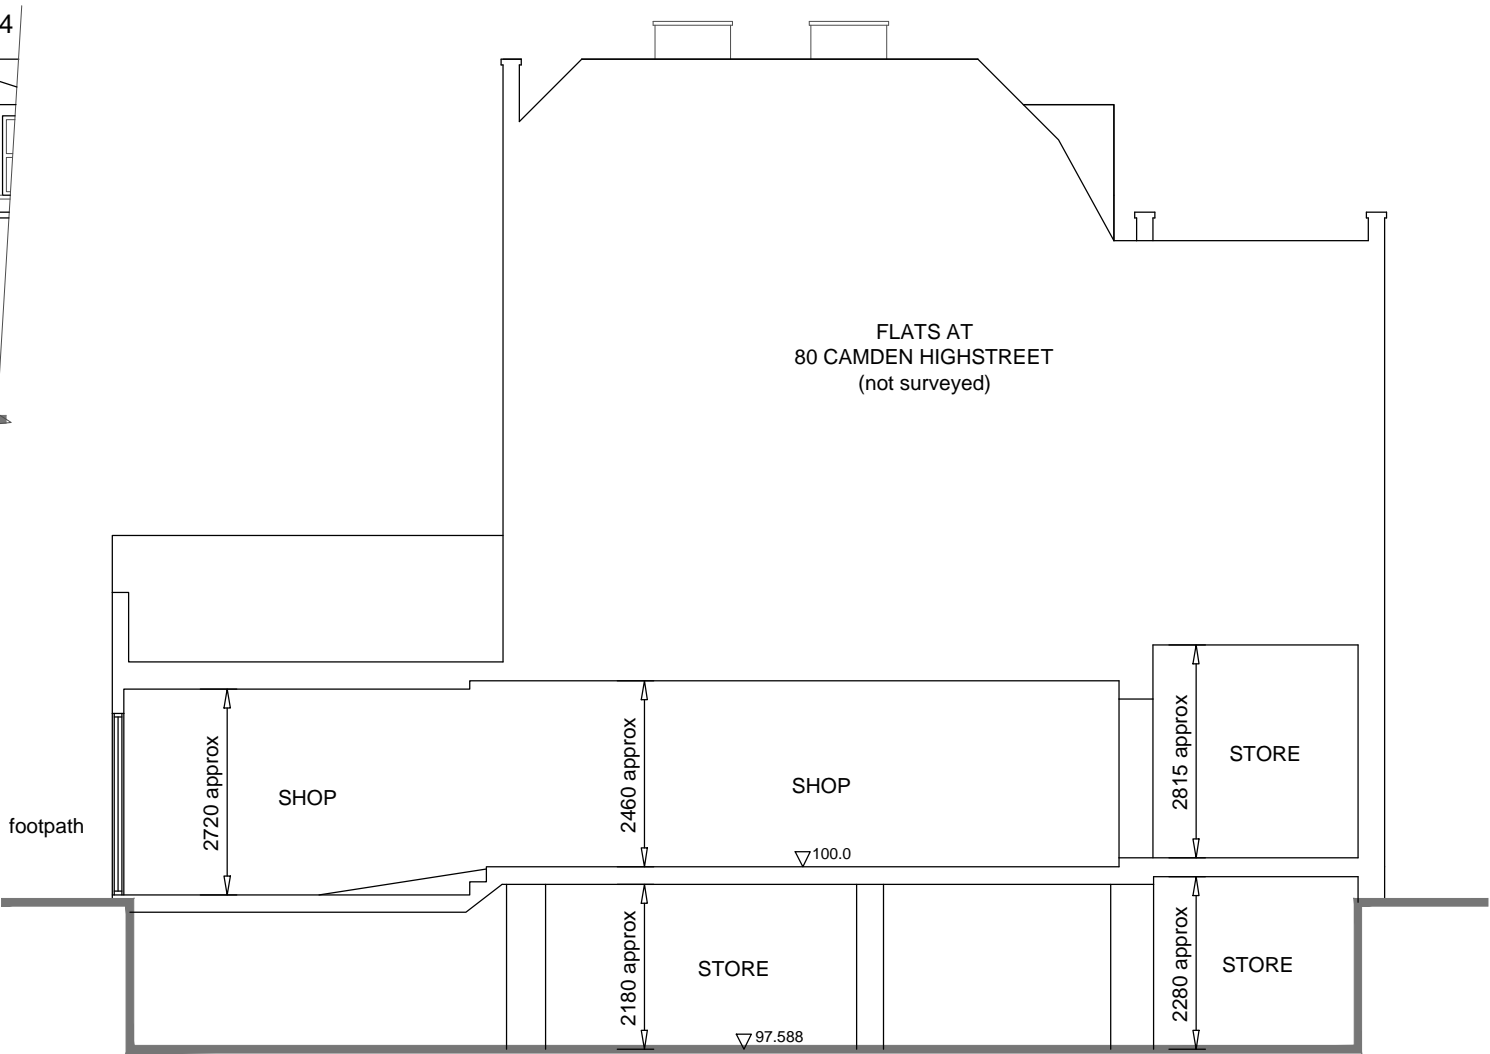 4
FLATS AT
80 CAMDEN HIGHSTREET
(not surveyed)
2720 approx
SHOP
2460 approx
SHOP
2815 approx
STORE
footpath
100.0
2180 approx
STORE
2280 approx
STORE
97.588